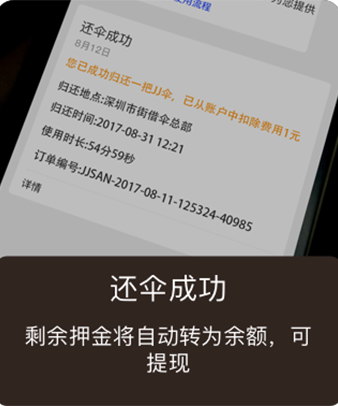 为您提供
使用流程
还伞成功
8月12日
您已成功归还一把JJ伞，已从账户中扣除费用1元
归还地点:深圳市街借伞总部
归还时间:2017-08-31 12:21
使用时长:54分59秒
订单编号:JJSAN-2017-08-11-125324-40985
详情
还伞成功
剩余押金将自动转为余额，可
提现